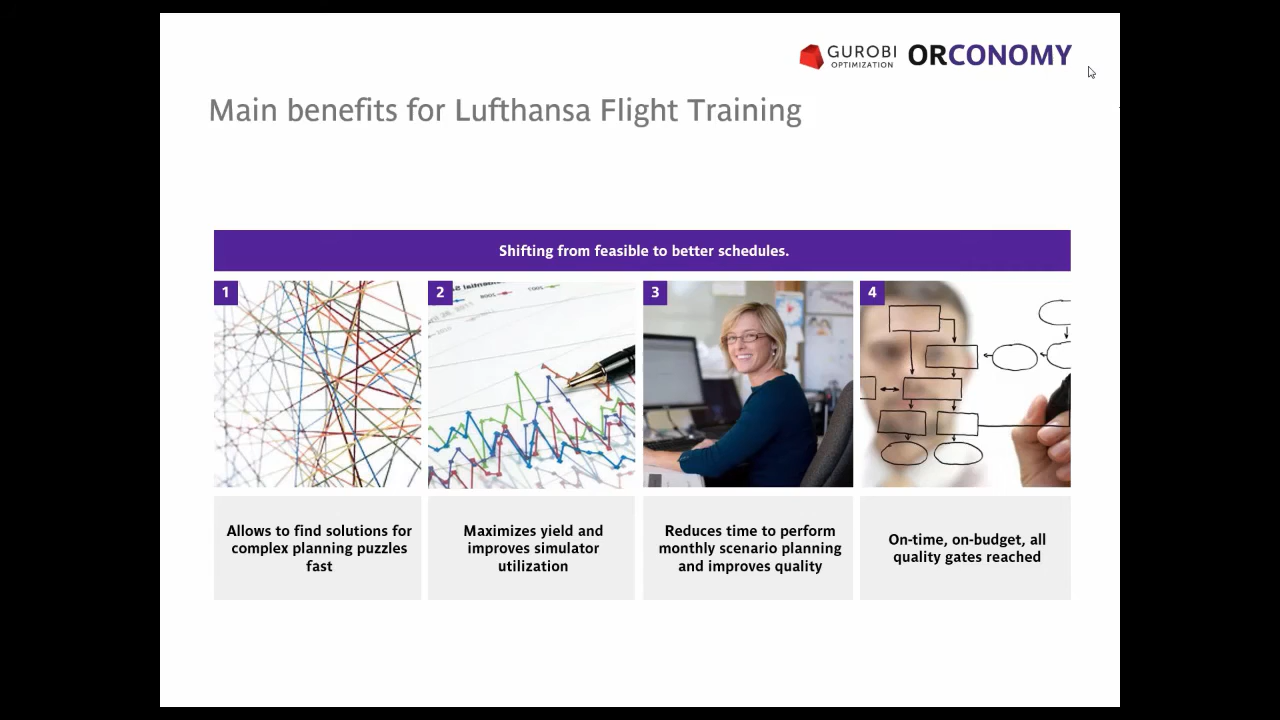 GUROBI
OPTIMIZATION
ORCONOMY
Main benefits for Lufthansa Flight Training
Shifting from feasible to better schedules.
1
2
3
4
Allows to find solutions for
complex planning puzzles
fast
Maximizes yield and
improves simulator
utilization
Reduces time to perform
monthly scenario planning
and improves quality
On-time, on-budget, all
quality gates reached